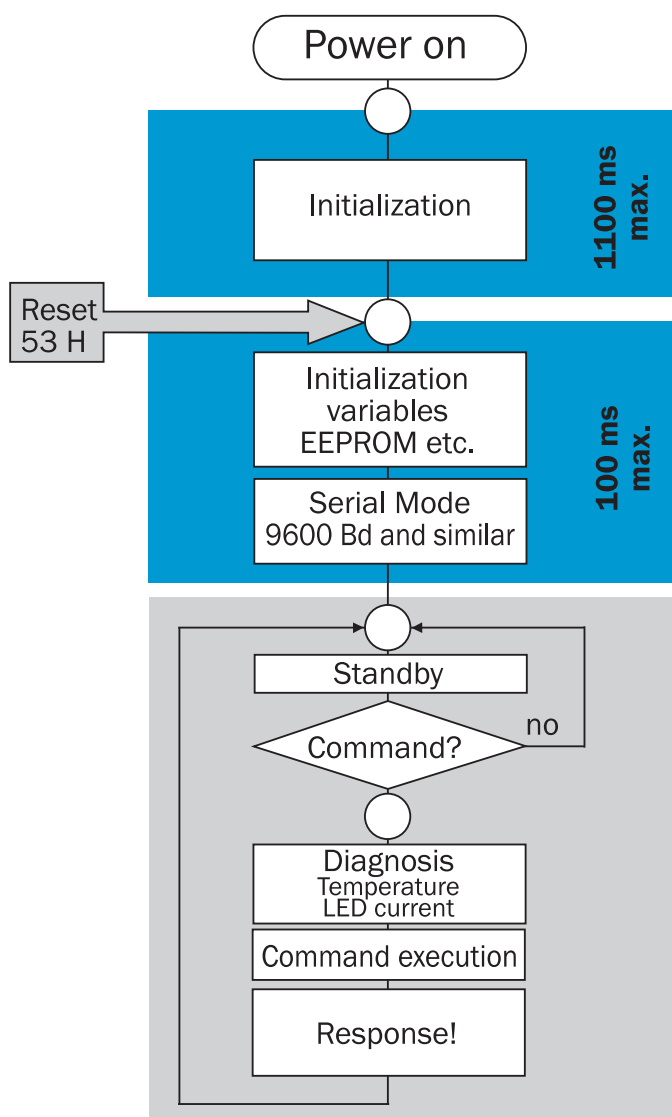 Power on
Initialization
1100 ms
max.
Reset
53 H
Initialization
variables
EEPROM etc.
Serial Mode
9600 Bd and similar
100 ms
max.
Standby
Command?
no
Diagnosis
Temperature
LED current
Command execution
Response!